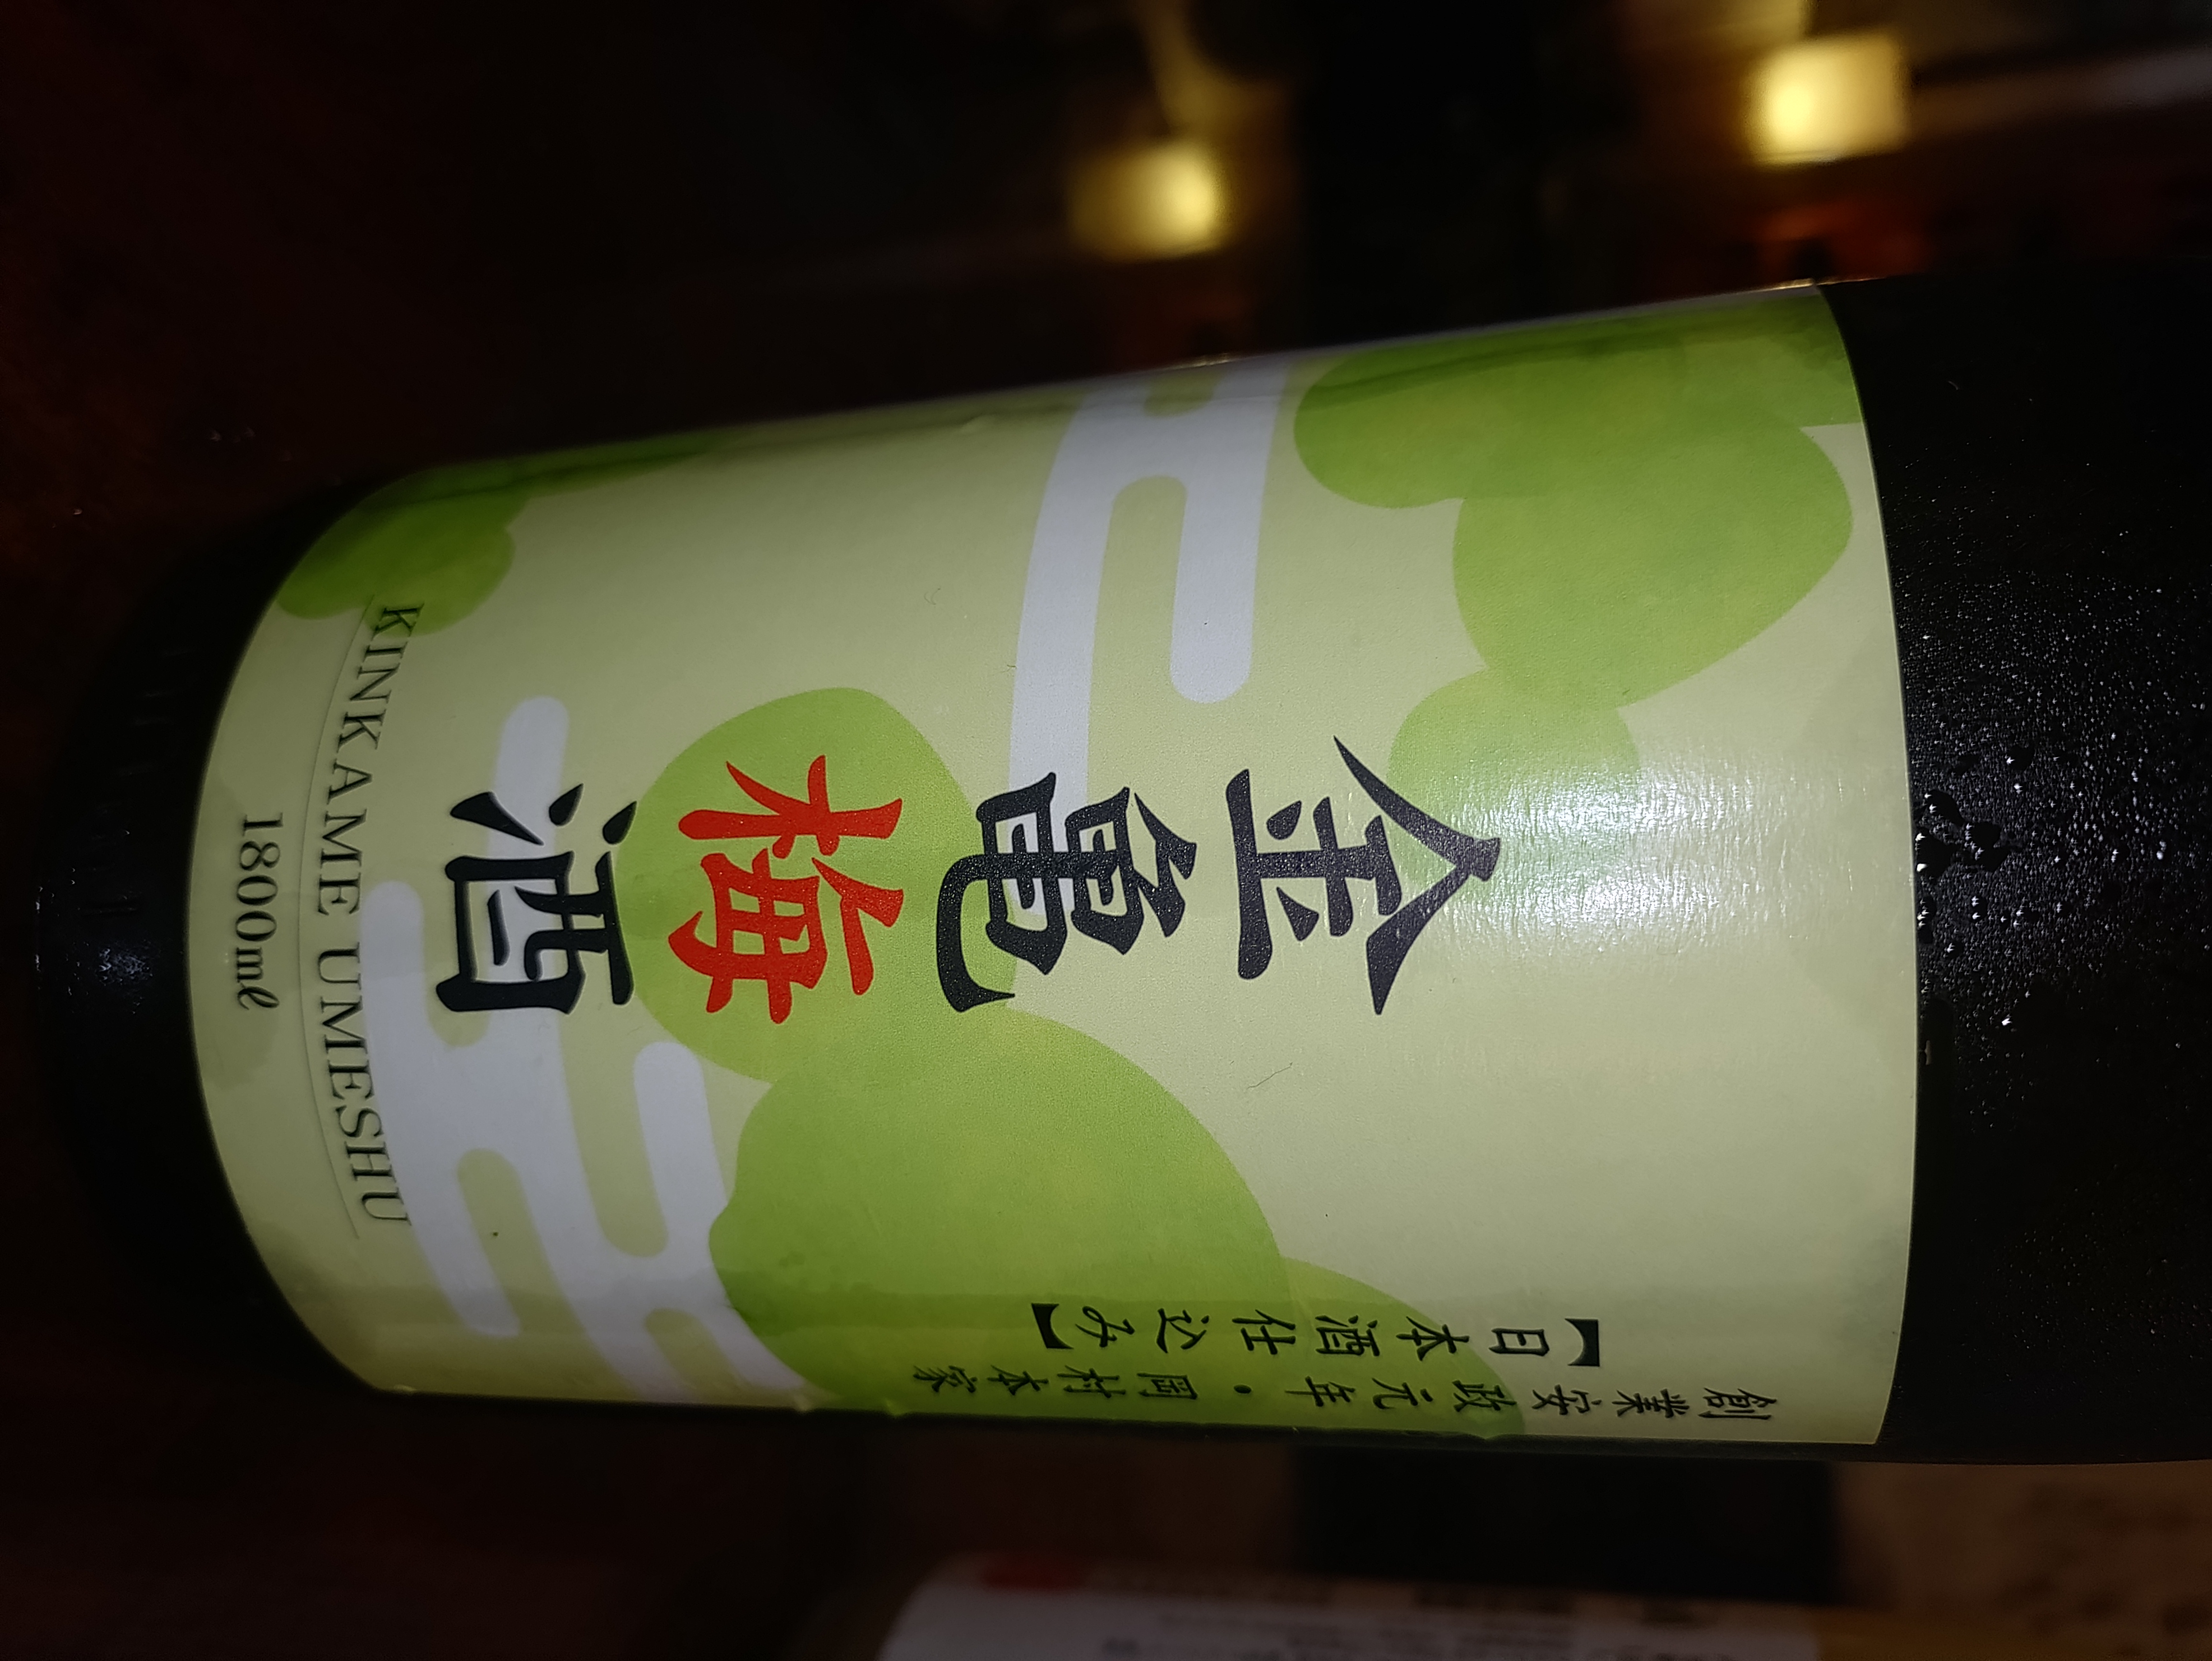 創業安政元年・岡村本家
【日本酒仕込み】
金亀
梅
酒
KINKAME UMESHU
1800mℓ